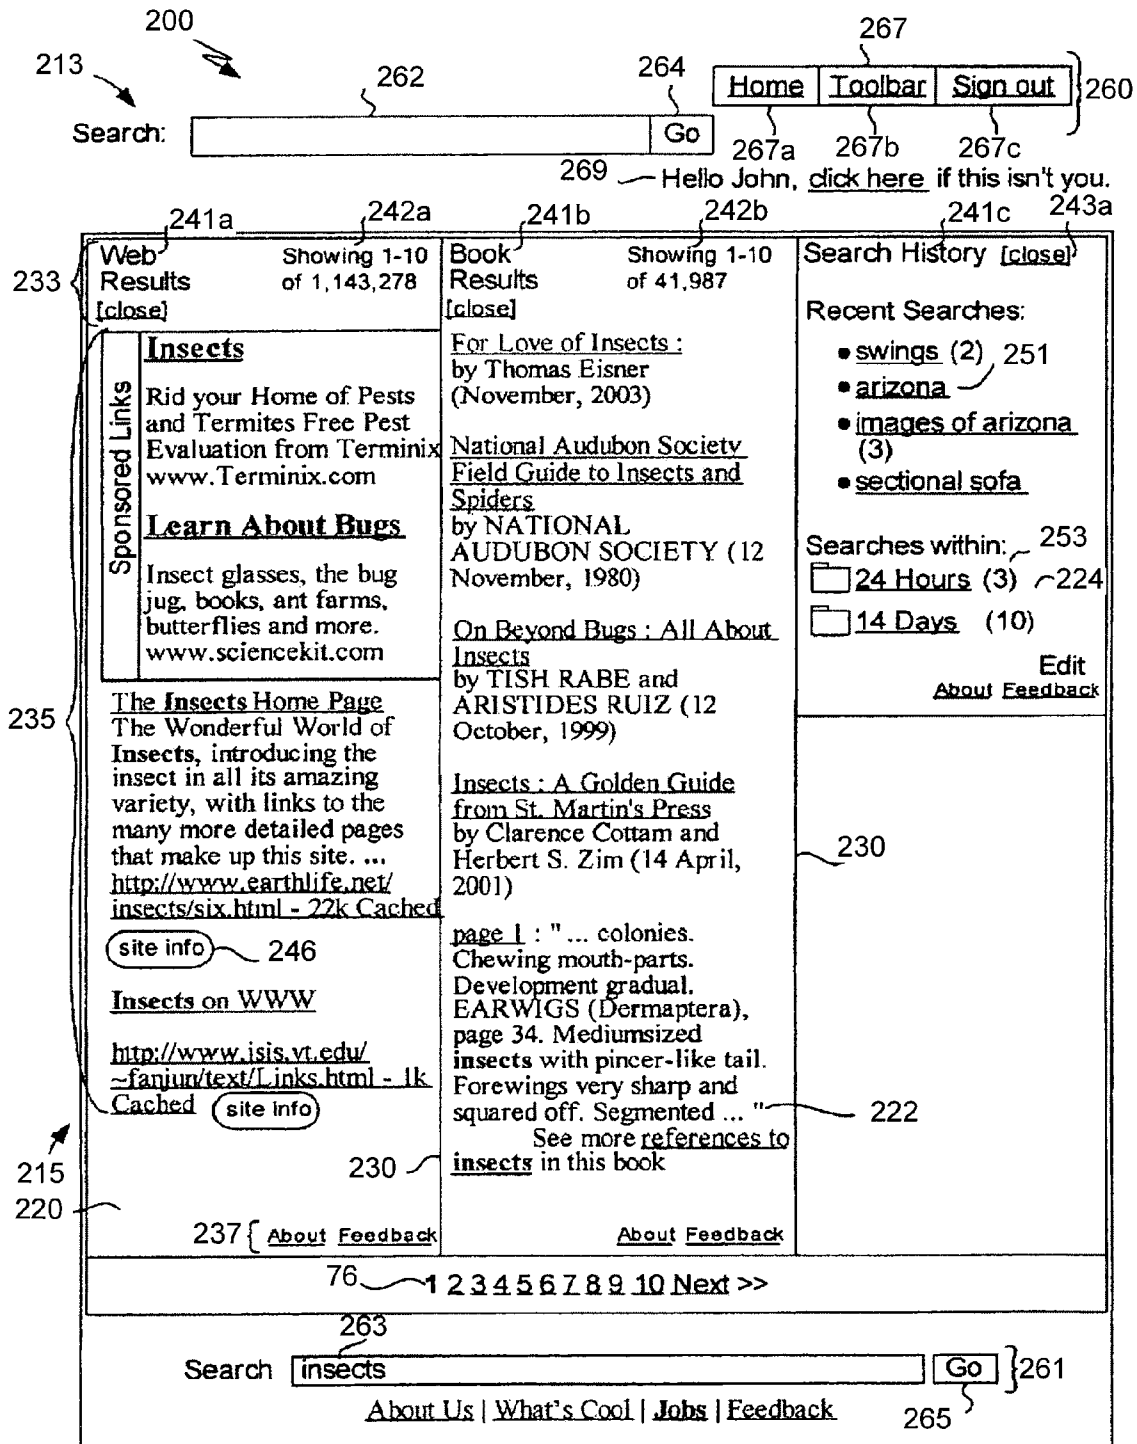 200
213
262
264
267
260
Home Toolbar Sign out
Search:
Go
267a 267b 267c
269
Hello John, click here if this isn't you.
241a
242a
241b
242b
241c
243a
233
Web
Results
[close]
Showing 1-10
of 1,143,278
Sponsored Links
Insects
Rid your Home of Pests
and Termites Free Pest
Evaluation from Terminix
www.Terminix.com
Learn About Bugs
Insect glasses, the bug
jug, books, ant farms,
butterflies and more.
www.sciencekit.com
235
The Insects Home Page
The Wonderful World of
Insects, introducing the
insect in all its amazing
variety, with links to the
many more detailed pages
that make up this site. ...
http://www.earthlife.net/
insects/six.html - 22k Cached
site info
246
Insects on WWW
http://www.isis.vt.edu/
~fanjun/text/Links.html - 1k
Cached site info
215
220
230
237
About Feedback
Book
Results
[close]
Showing 1-10
of 41,987
For Love of Insects :
by Thomas Eisner
(November, 2003)
National Audubon Society
Field Guide to Insects and
Spiders
by NATIONAL
AUDUBON SOCIETY (12
November, 1980)
On Beyond Bugs : All About
Insects
by TISH RABE and
ARISTIDES RUIZ (12
October, 1999)
Insects : A Golden Guide
from St. Martin's Press
by Clarence Cottam and
Herbert S. Zim (14 April,
2001)
page 1 : " ... colonies.
Chewing mouth-parts.
Development gradual.
EARWIGS (Dermaptera),
page 34. Mediumsized
insects with pincer-like tail.
Forewings very sharp and
squared off. Segmented ... "
222
See more references to
insects in this book
About Feedback
Search History [close]
Recent Searches:
• swings (2)
251
• arizona
• images of arizona
(3)
• sectional sofa
Searches within:
253
24 Hours (3)
224
14 Days (10)
Edit
About Feedback
230
76
1 2 3 4 5 6 7 8 9 10 Next >>
263
Search insects Go
261
265
About Us | What's Cool | Jobs | Feedback